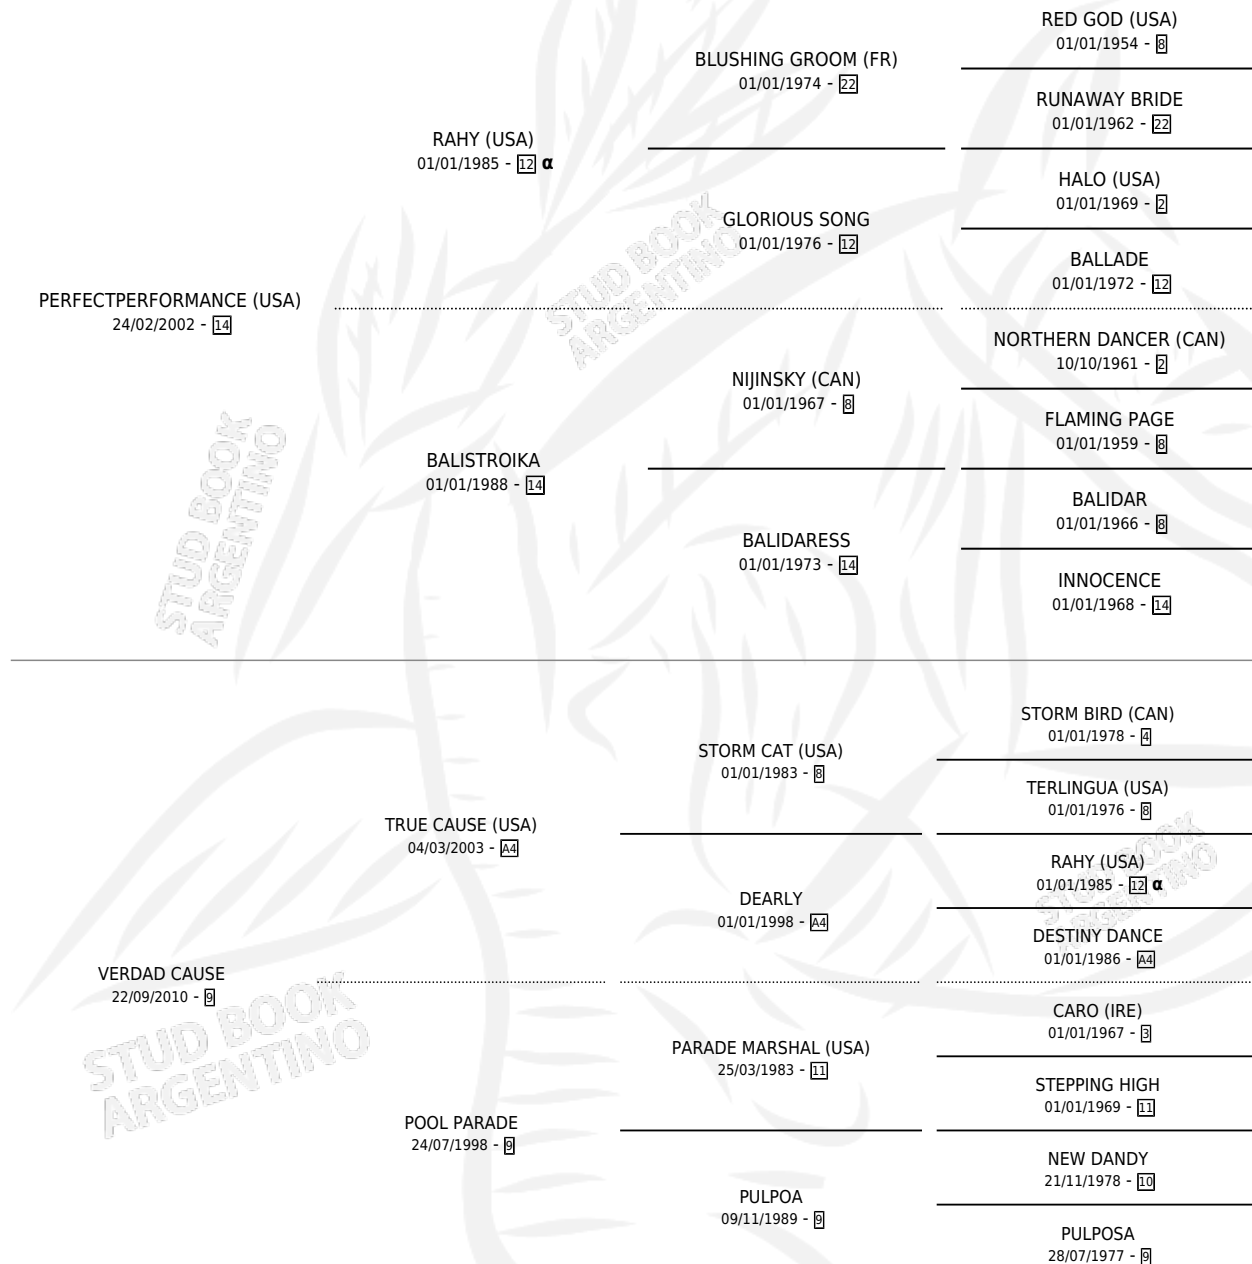 RED GOD (USA)
01/01/1954 - 8
BLUSHING GROOM (FR)
01/01/1974 - 22
RUNAWAY BRIDE
01/01/1962 - 22
RAHY (USA)
01/01/1985 - 12 α
HALO (USA)
01/01/1969 - 2
GLORIOUS SONG
01/01/1976 - 12
BALLADE
01/01/1972 - 12
PERFECTPERFORMANCE (USA)
24/02/2002 - 14
NORTHERN DANCER (CAN)
10/10/1961 - 2
NIJINSKY (CAN)
01/01/1967 - 8
FLAMING PAGE
01/01/1959 - 8
BALISTROIKA
01/01/1988 - 14
BALIDAR
01/01/1966 - 8
BALIDARESS
01/01/1973 - 14
INNOCENCE
01/01/1968 - 14
STORM BIRD (CAN)
01/01/1978 - 4
STORM CAT (USA)
01/01/1983 - 8
TERLINGUA (USA)
01/01/1976 - 8
TRUE CAUSE (USA)
04/03/2003 - A4
RAHY (USA)
01/01/1985 - 12 α
DEARLY
01/01/1998 - A4
DESTINY DANCE
01/01/1986 - A4
VERDAD CAUSE
22/09/2010 - 9
CARO (IRE)
01/01/1967 - 3
PARADE MARSHAL (USA)
25/03/1983 - 11
STEPPING HIGH
01/01/1969 - 11
POOL PARADE
24/07/1998 - 9
NEW DANDY
21/11/1978 - 10
PULPOA
09/11/1989 - 9
PULPOSA
28/07/1977 - 9
STUD BOOK
ARGENTINO
STUD BOOK
ARGENTINO
STUD BOOK
ARGENTINO
STUD BOOK
ARGENTINO